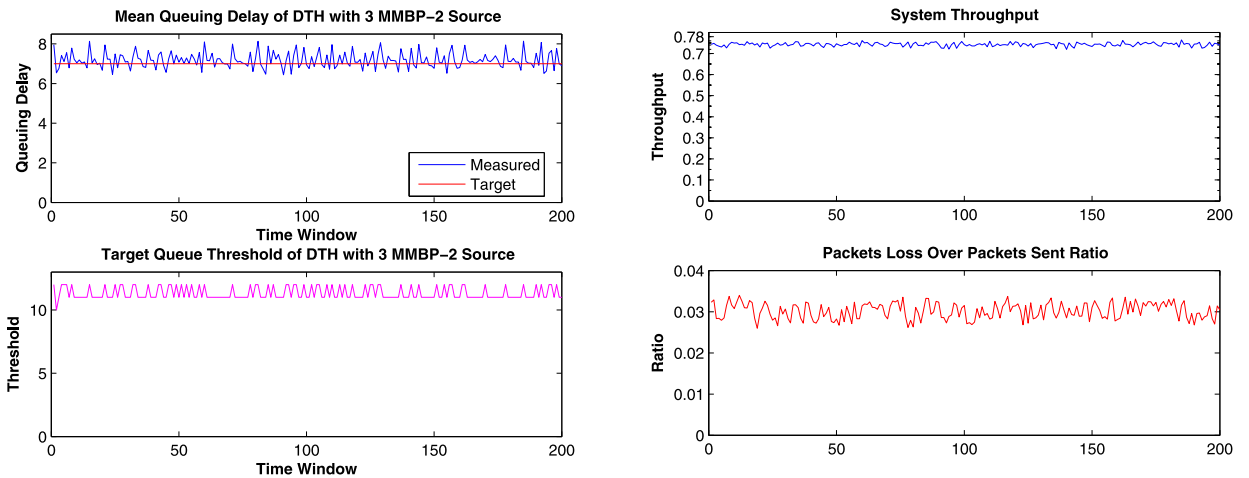 Mean Queuing Delay of DTH with 3 MMBP−2 Source
8
6
4
2
0
Queuing Delay
Measured
Target
0 50 100 150 200
Time Window
System Throughput
0.78
0.7
0.6
0.5
0.4
0.3
0.2
0.1
0
Throughput
0 50 100 150 200
Target Queue Threshold of DTH with 3 MMBP−2 Source
10
5
0
Threshold
0 50 100 150 200
Time Window
Packets Loss Over Packets Sent Ratio
0.04
0.03
0.02
0.01
0
Ratio
0 50 100 150 200